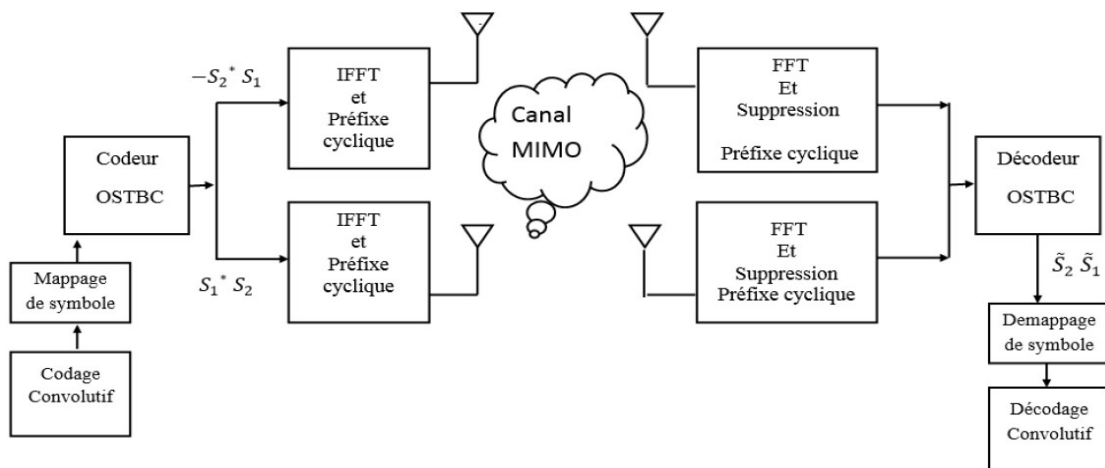 −S₂* S₁
IFFT
et
Préfixe
cyclique
Canal
MIMO
FFT
Et
Suppression
Préfixe cyclique
Codeur
OSTBC
Décodeur
OSTBC
IFFT
et
Préfixe
cyclique
FFT
Et
Suppression
Préfixe cyclique
S₁* S₂
S̃₂ S̃₁
Mappage
de symbole
Demappage
de symbole
Codage
Convolutif
Décodage
Convolutif